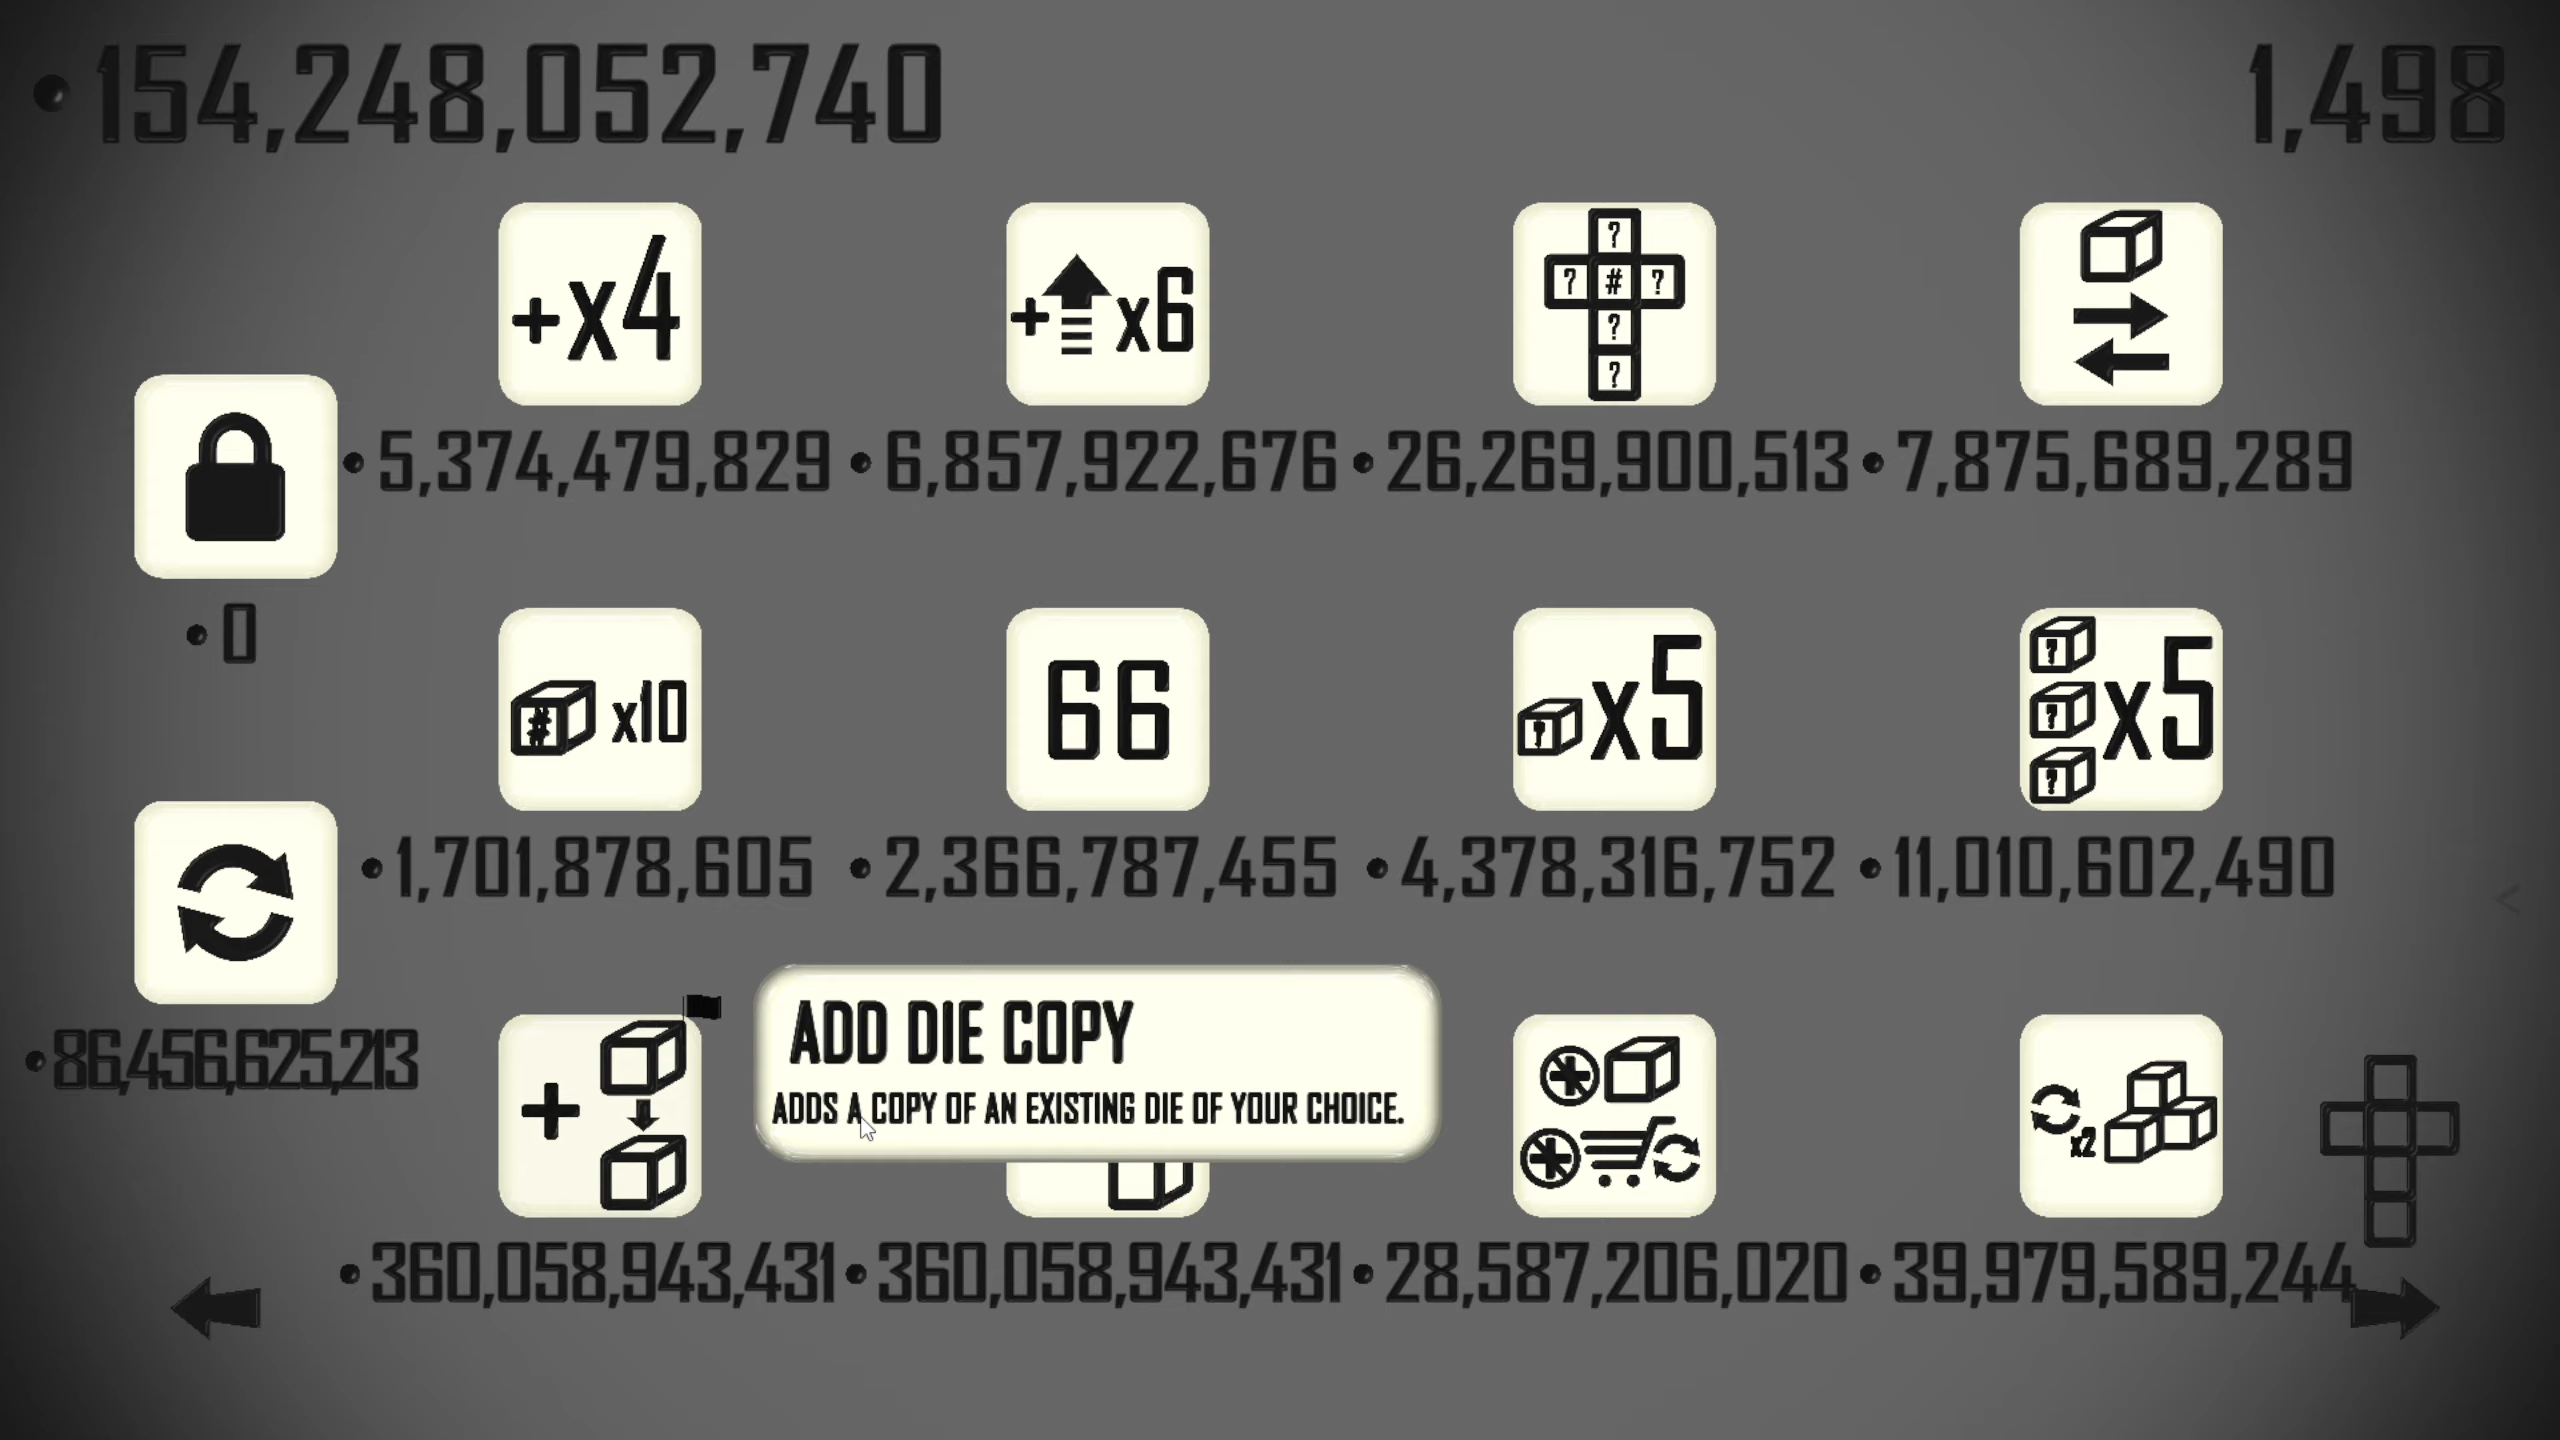 154,248,052,740
1,498
+x4
+x6
?
? # ?
?
?
5,374,479,829
6,857,922,676
26,269,900,513
7,875,689,289
0
# x10
66
? x5
? ? ? x5
1,701,878,605
2,366,787,455
4,378,316,752
11,010,602,490
86,456,625,213
+
ADD DIE COPY
ADDS A COPY OF AN EXISTING DIE OF YOUR CHOICE.
x2
<
360,058,943,431
360,058,943,431
28,587,206,020
39,979,589,244